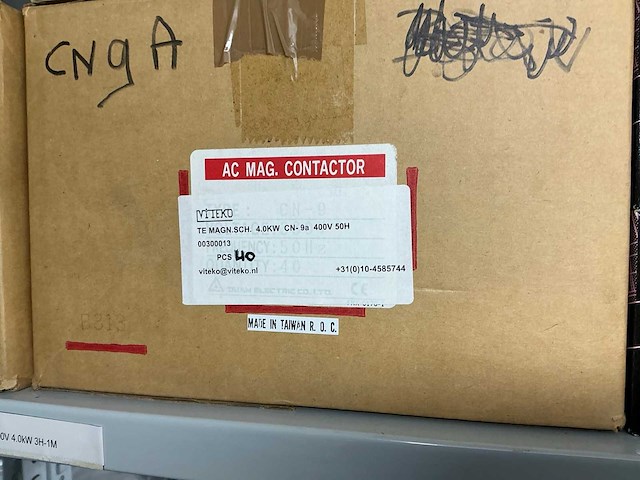 CN9A
AC MAG. CONTACTOR
VITEKO
TE MAGN.SCH. 4.0KW CN-9a 400V 50H
00300013
PCS 40
viteko@viteko.nl +31(0)10-4585744
MADE IN TAIWAN R. O. C.
0V 4.0kW 3H-1M